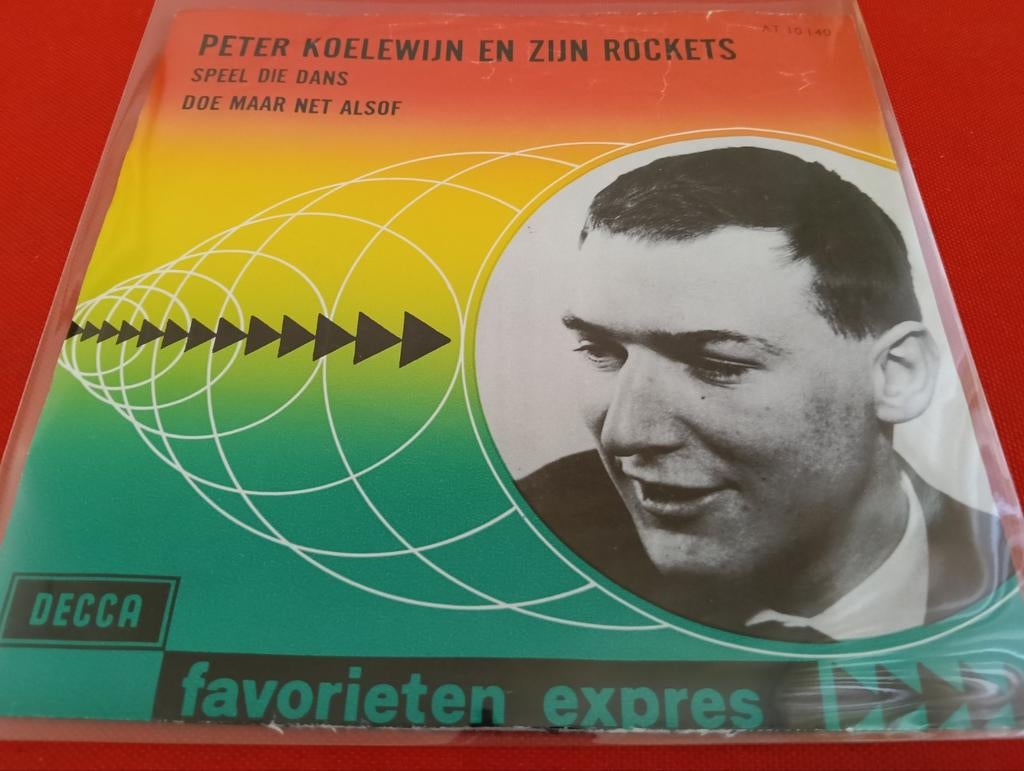 AT 10140
PETER KOELEWIJN EN ZIJN ROCKETS
SPEEL DIE DANS
DOE MAAR NET ALSOF
DECCA
favorieten expres